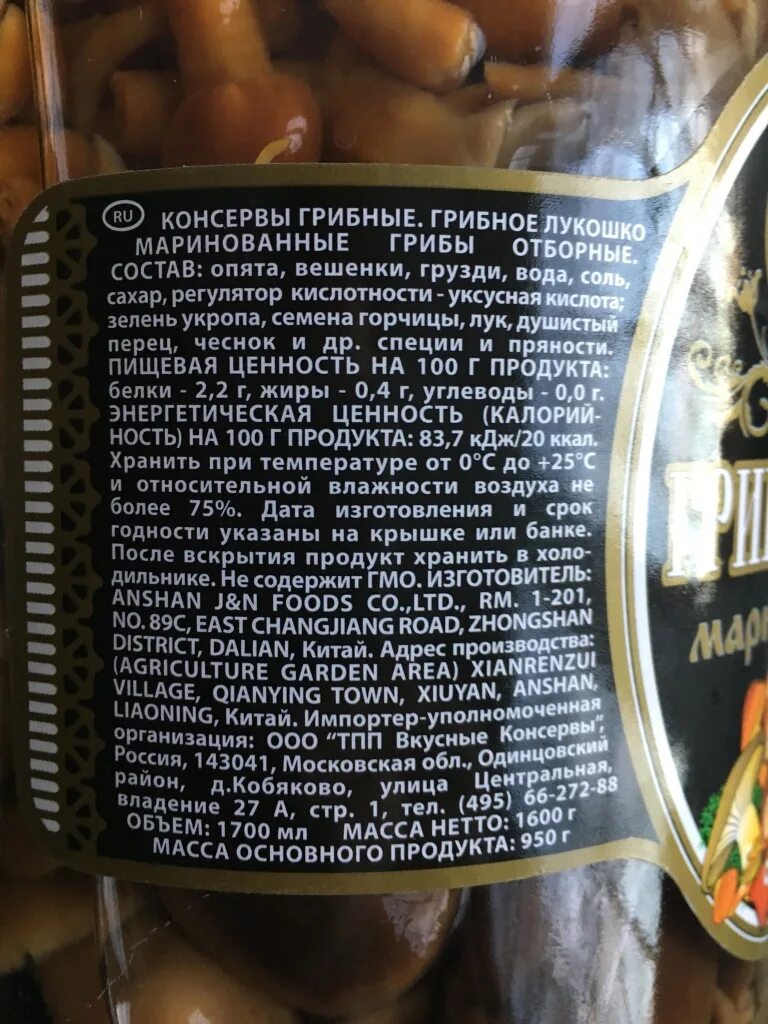 RU КОНСЕРВЫ ГРИБНЫЕ. ГРИБНОЕ ЛУКОШКО
МАРИНОВАННЫЕ ГРИБЫ ОТБОРНЫЕ.
СОСТАВ: опята, вешенки, грузди, вода, соль,
сахар, регулятор кислотности - уксусная кислота;
зелень укропа, семена горчицы, лук, душистый
перец, чеснок и др. специи и пряности.
ПИЩЕВАЯ ЦЕННОСТЬ НА 100 Г ПРОДУКТА:
белки - 2,2 г, жиры - 0,4 г, углеводы - 0,0 г.
ЭНЕРГЕТИЧЕСКАЯ ЦЕННОСТЬ (КАЛОРИЙ-
НОСТЬ) НА 100 Г ПРОДУКТА: 83,7 кДж/20 ккал.
Хранить при температуре от 0°С до +25°С
и относительной влажности воздуха не
более 75%. Дата изготовления и срок
годности указаны на крышке или банке.
После вскрытия продукт хранить в холо-
дильнике. Не содержит ГМО. ИЗГОТОВИТЕЛЬ:
ANSHAN J&N FOODS CO.,LTD., RM. 1-201,
NO. 89C, EAST CHANGJIANG ROAD, ZHONGSHAN
DISTRICT, DALIAN, Китай. Адрес производства:
(AGRICULTURE GARDEN AREA) XIANRENZUI
VILLAGE, QIANYING TOWN, XIUYAN, ANSHAN,
LIAONING, Китай. Импортер-уполномоченная
организация: ООО "ТПП Вкусные Консервы",
Россия, 143041, Московская обл., Одинцовский
район, д.Кобяково, улица Центральная,
владение 27 А, стр. 1, тел. (495) 66-272-88
ОБЪЕМ: 1700 мл МАССА НЕТТО: 1600 г
МАССА ОСНОВНОГО ПРОДУКТА: 950 г
ГРИ
мар